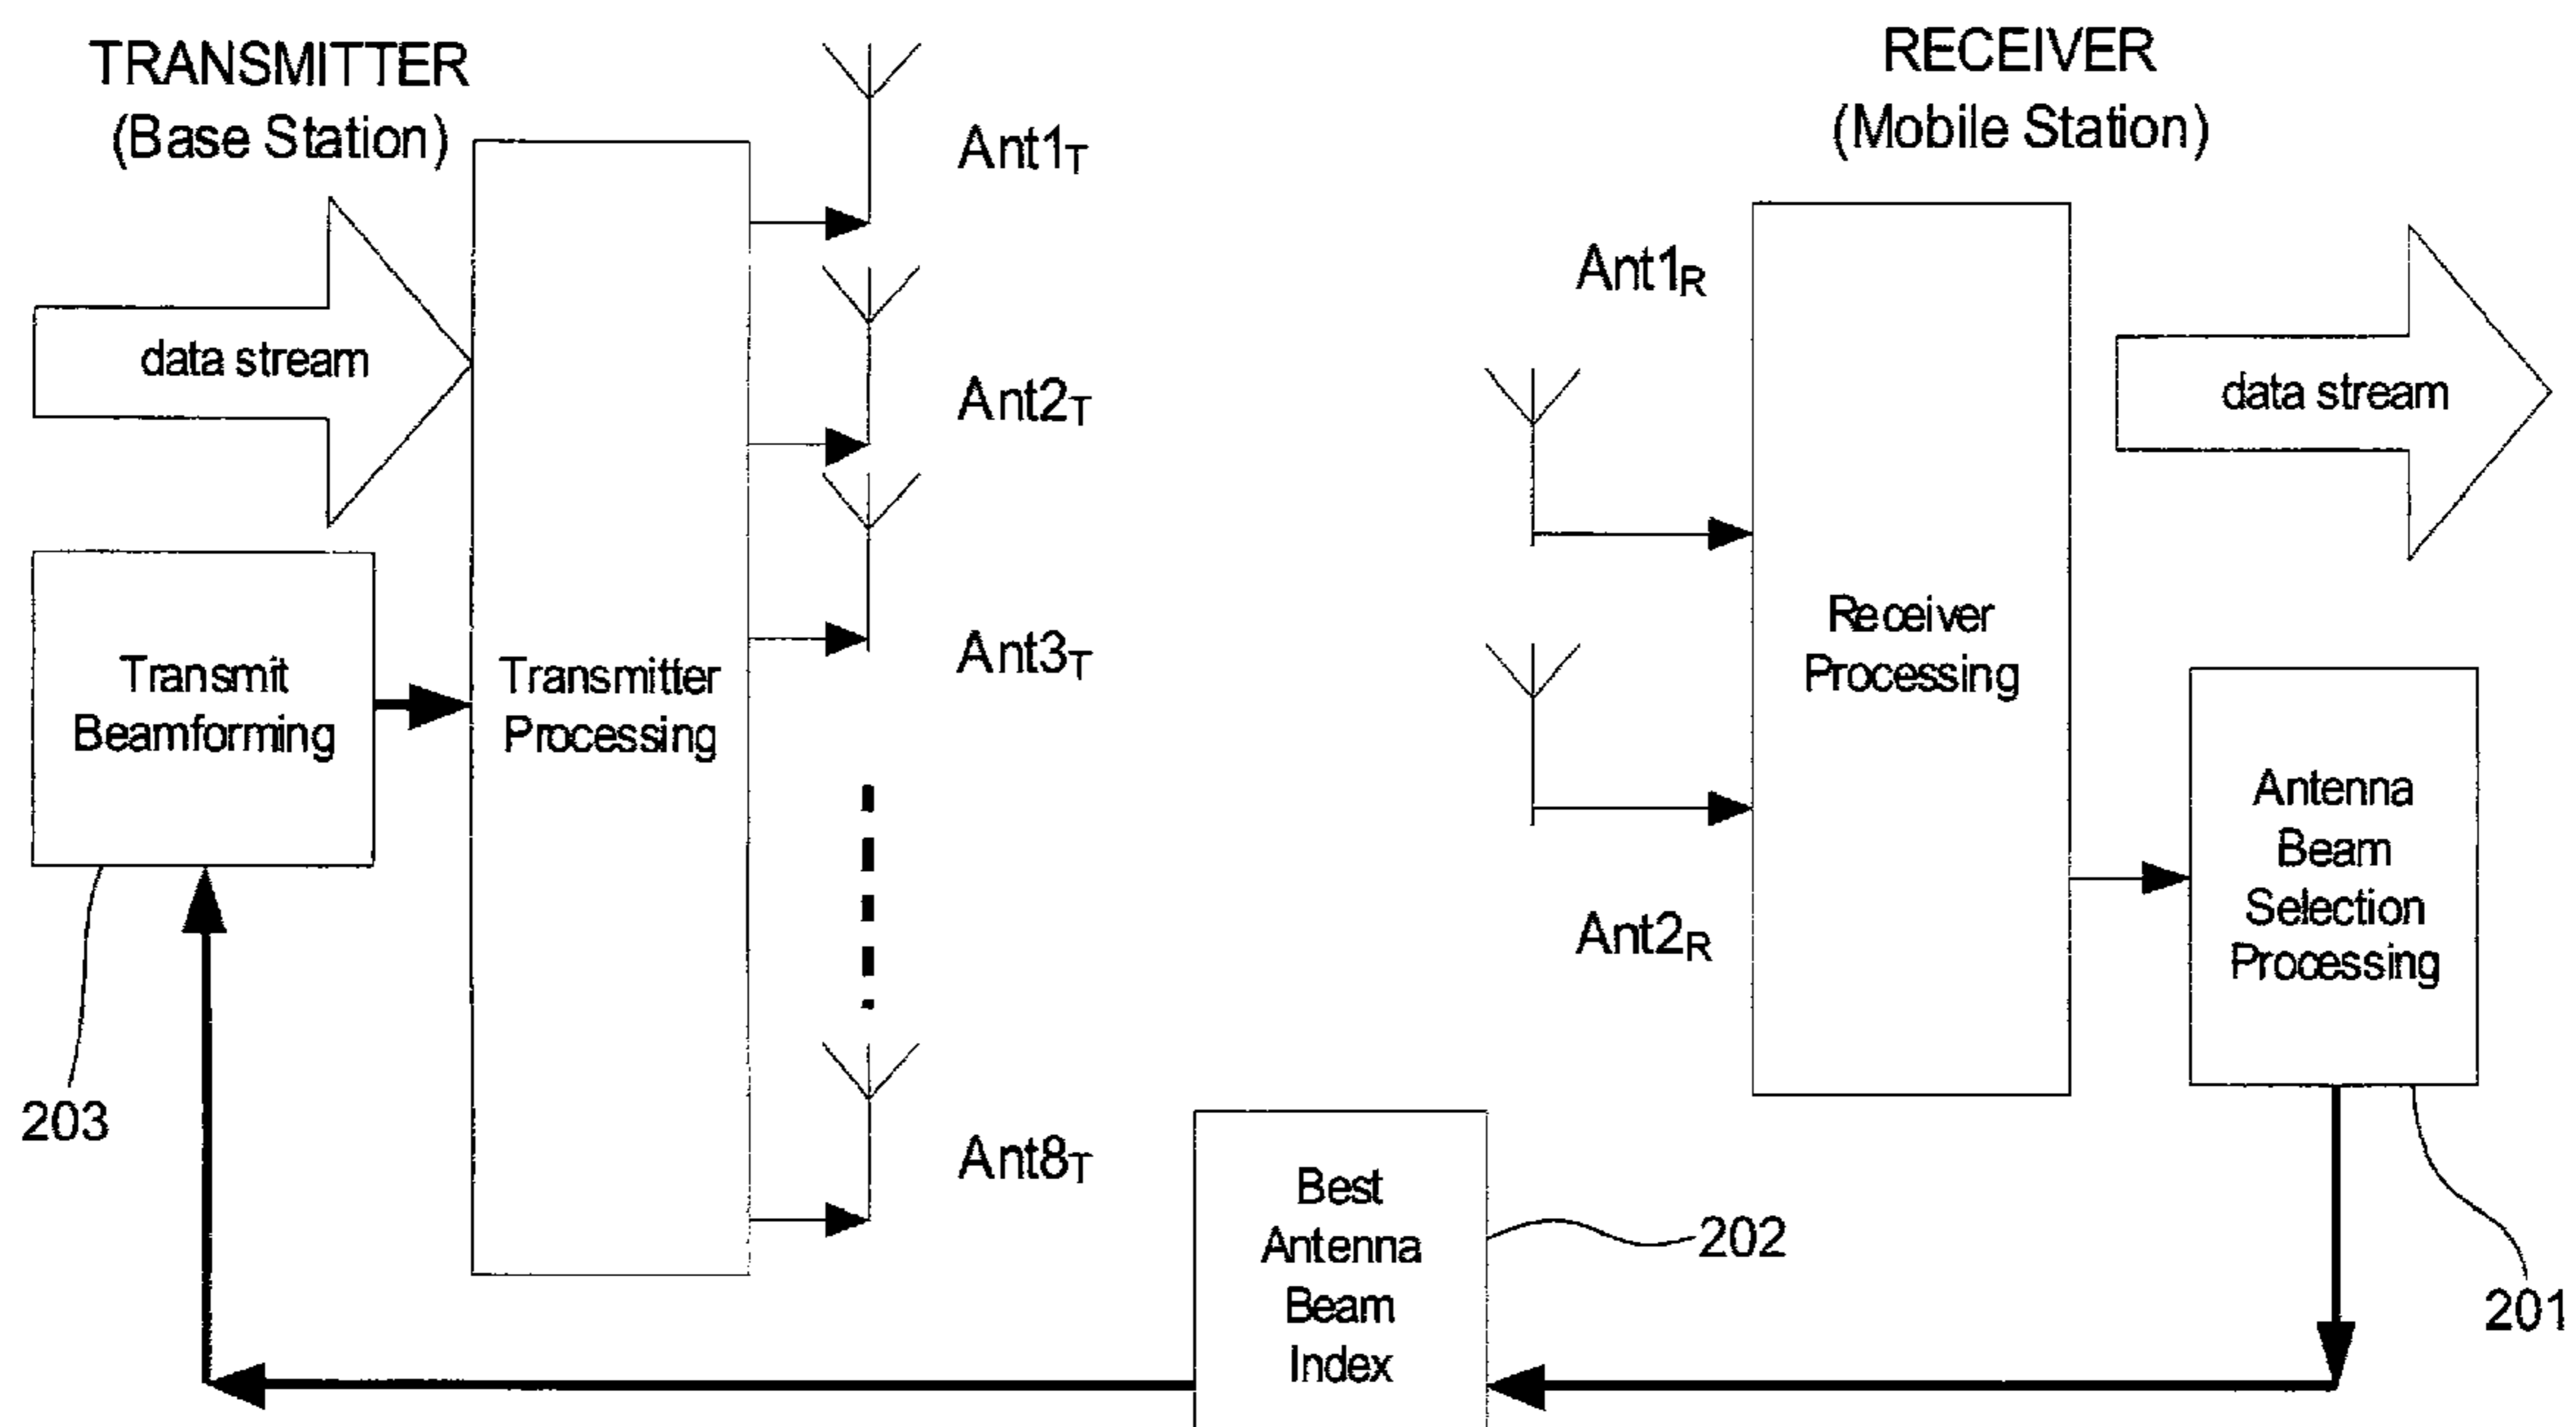 TRANSMITTER
(Base Station)
RECEIVER
(Mobile Station)
Ant1T
Ant2T
Ant3T
Ant8T
Ant1R
Ant2R
data stream
data stream
Transmit
Beamforming
Transmitter
Processing
Receiver
Processing
Antenna
Beam
Selection
Processing
Best
Antenna
Beam
Index
203
202
201